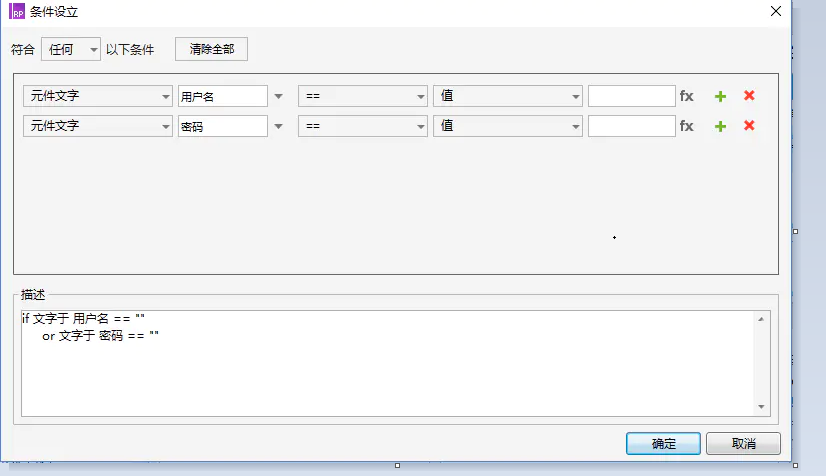 RP 条件设立
符合 任何 以下条件 清除全部
元件文字 用户名 == 值 fx
元件文字 密码 == 值 fx
描述
if 文字于 用户名 == ""
or 文字于 密码 == ""
确定 取消